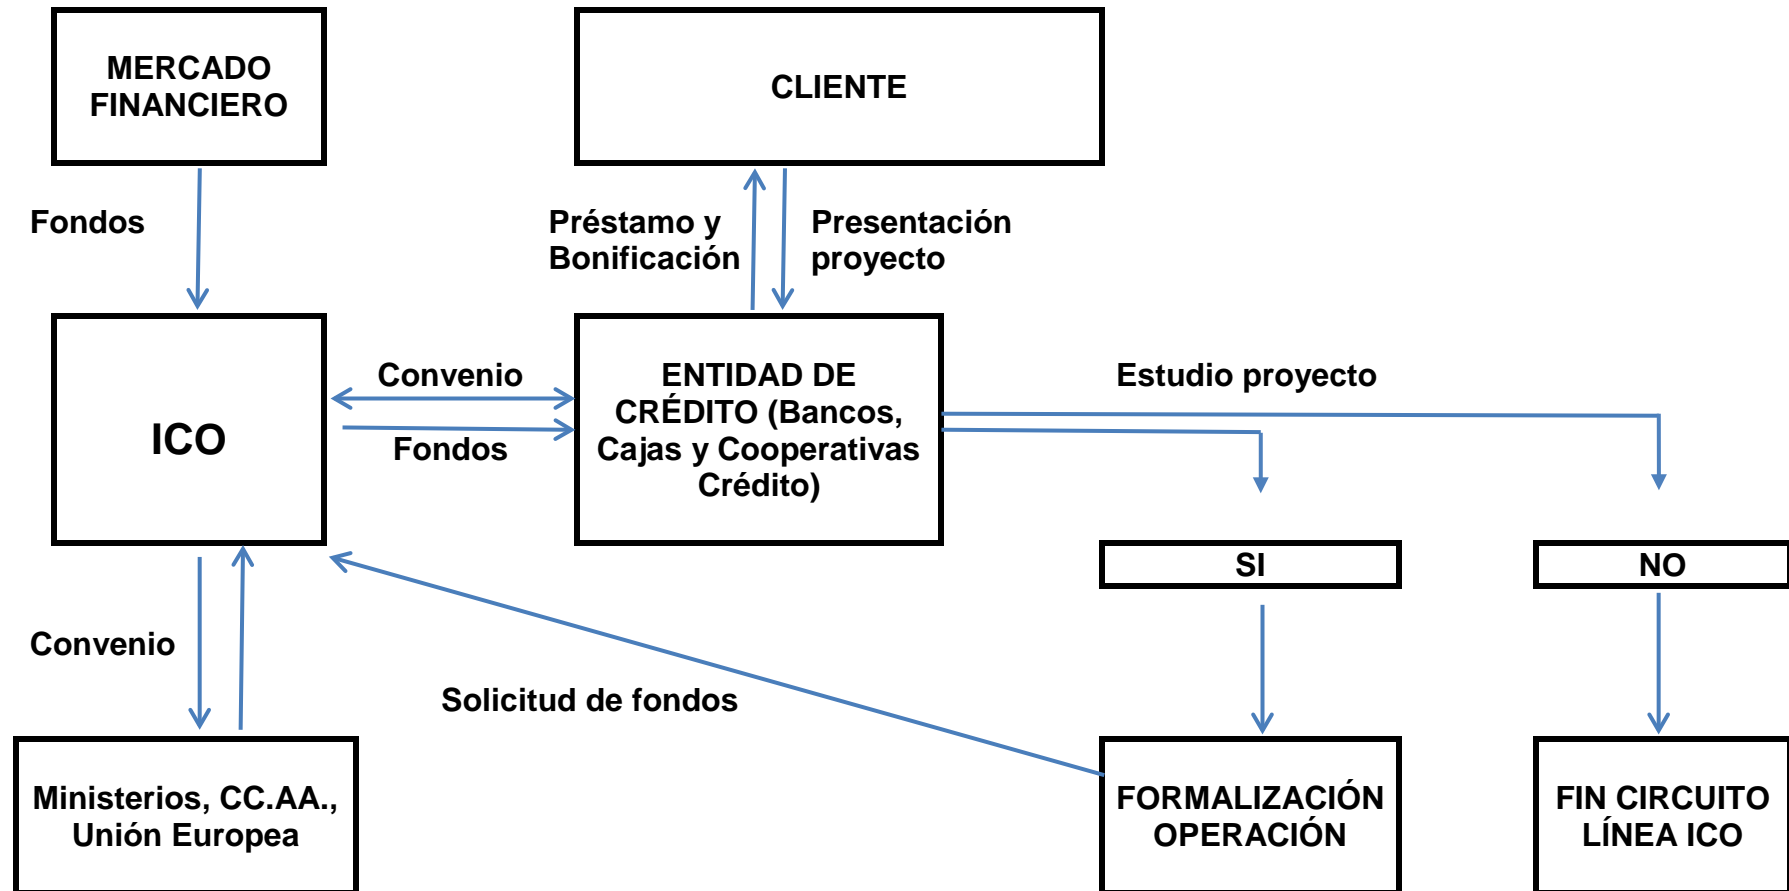 MERCADO
FINANCIERO
CLIENTE
Fondos
Préstamo y
Bonificación
Presentación
proyecto
ICO
Convenio
Fondos
ENTIDAD DE
CRÉDITO (Bancos,
Cajas y Cooperativas
Crédito)
Estudio proyecto
SI
NO
Convenio
Solicitud de fondos
Ministerios, CC.AA.,
Unión Europea
FORMALIZACIÓN
OPERACIÓN
FIN CIRCUITO
LÍNEA ICO